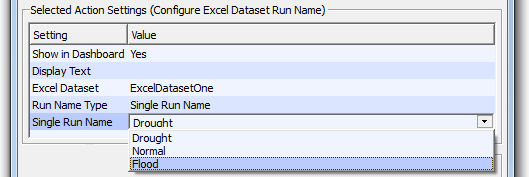 Selected Action Settings (Configure Excel Dataset Run Name)
Setting Value
Show in Dashboard Yes
Display Text
Excel Dataset ExcelDatasetOne
Run Name Type Single Run Name
Single Run Name Drought
Drought
Normal
Flood